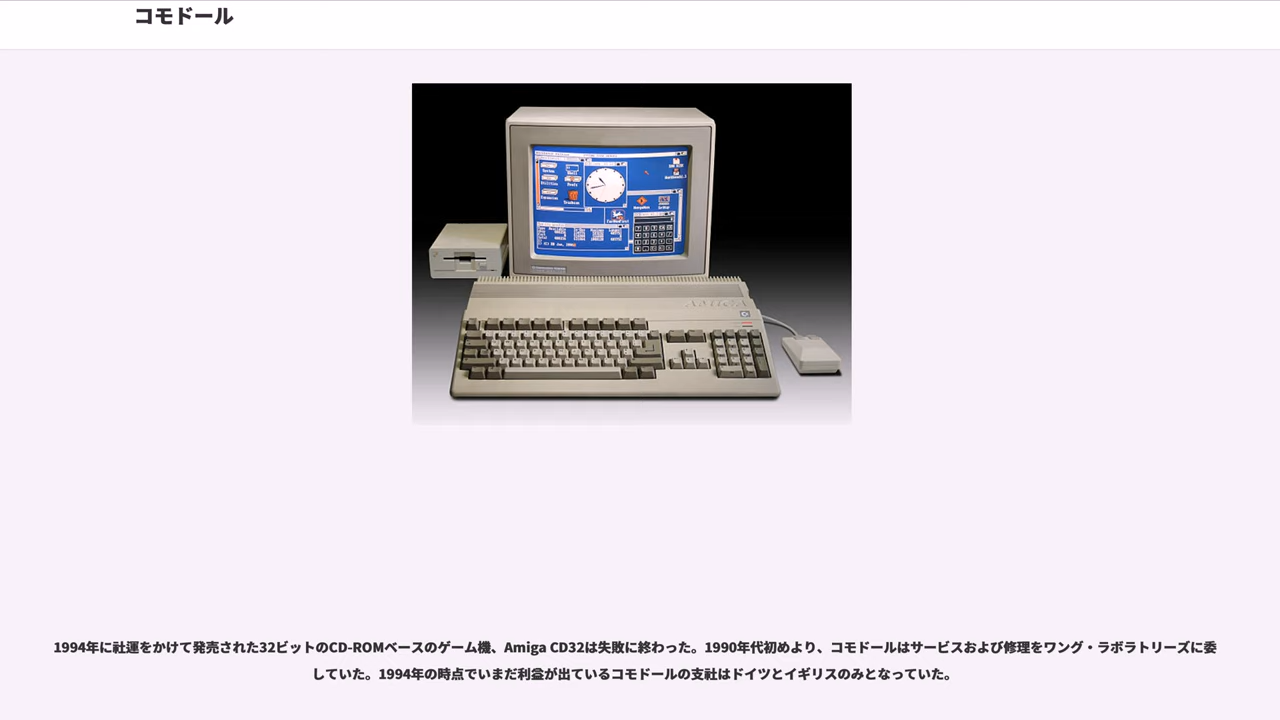 コモドール
AMIGA
1994年に社運をかけて発売された32ビットのCD-ROMベースのゲーム機、Amiga CD32は失敗に終わった。1990年代初めより、コモドールはサービスおよび修理をワング・ラボラトリーズに委
していた。1994年の時点でいまだ利益が出ているコモドールの支社はドイツとイギリスのみとなっていた。